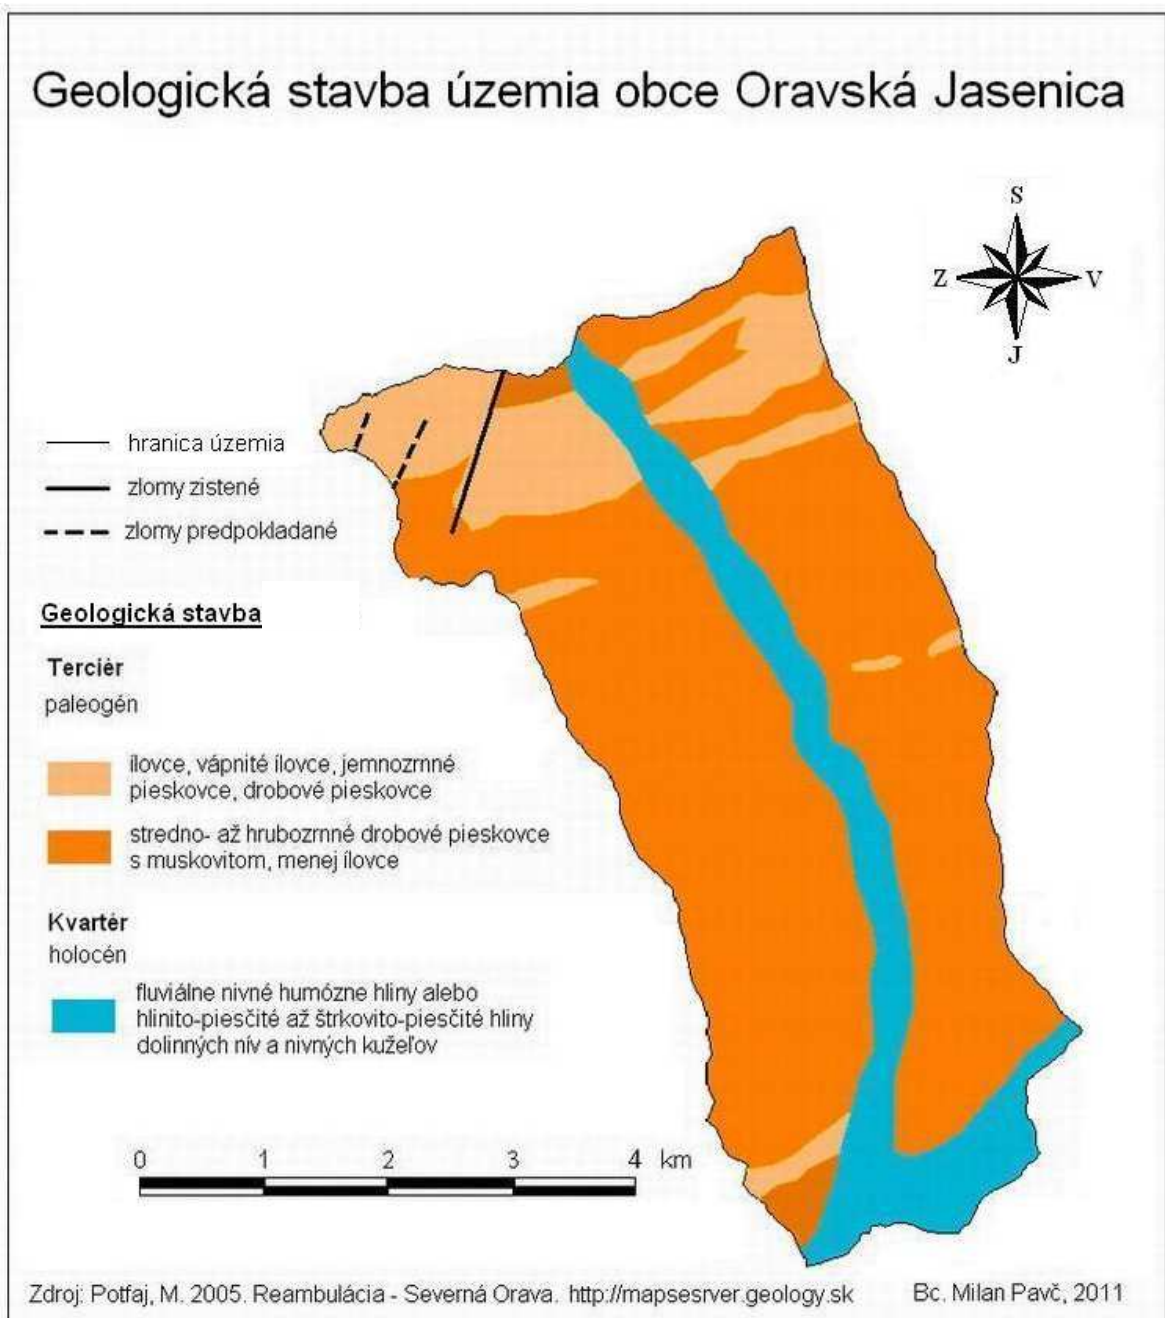 Geologická stavba územia obce Oravská Jasenica
S
Z
V
J
hranica územia
zlomy zistené
zlomy predpokladané
Geologická stavba
Terciér
paleogén
ílovce, vápnité ílovce, jemnozrnné
pieskovce, drobové pieskovce
stredno- až hrubozrnné drobové pieskovce
s muskovitom, menej ílovce
Kvartér
holocén
fluviálne nivné humózne hliny alebo
hlinito-piesčité až štrkovito-piesčité hliny
dolinných nív a nivných kužeľov
0 1 2 3 4 km
Zdroj: Potfaj, M. 2005. Reambulácia - Severná Orava. http://mapsesrver.geology.sk
Bc. Milan Pavč, 2011